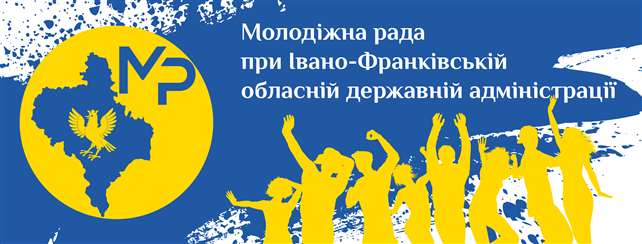 МР
Молодіжна рада
при Івано-Франківській
обласній державній адміністрації